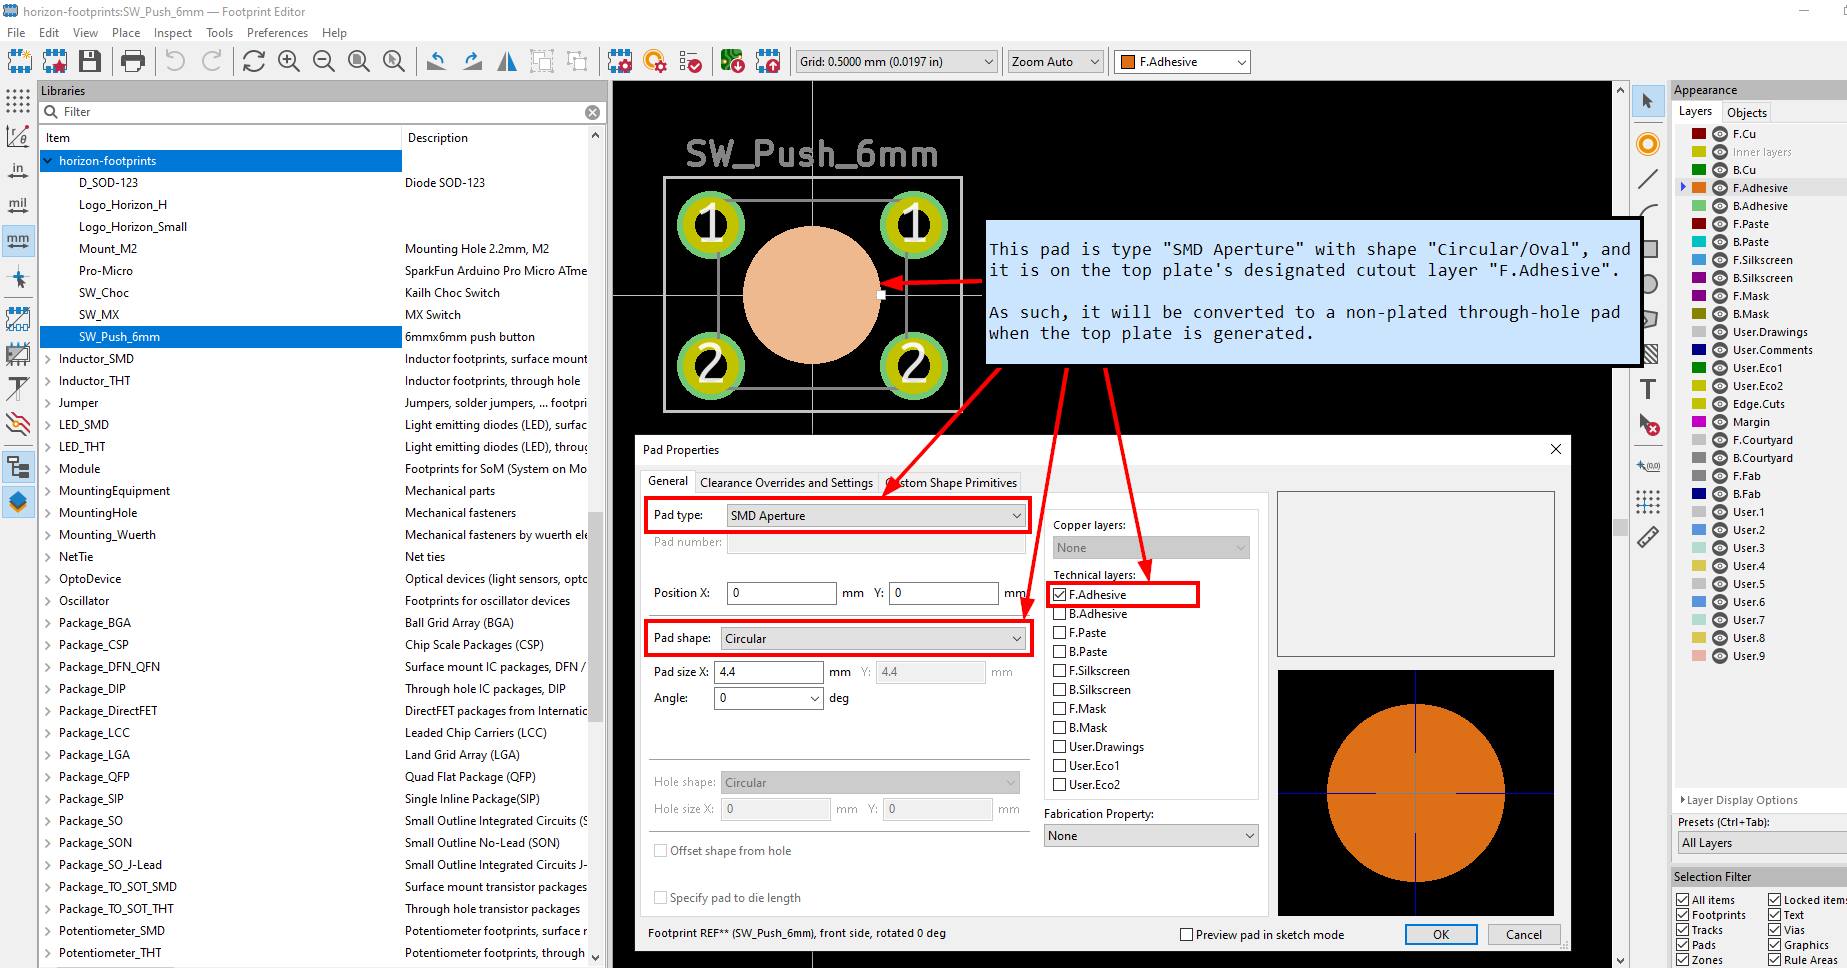 horizon-footprints:SW_Push_6mm — Footprint Editor
File Edit View Place Inspect Tools Preferences Help
Grid: 0.5000 mm (0.0197 in)
Zoom Auto
F.Adhesive
in
mil
mm
Libraries
Filter
Item Description
horizon-footprints
D_SOD-123 Diode SOD-123
Logo_Horizon_H
Logo_Horizon_Small
Mount_M2 Mounting Hole 2.2mm, M2
Pro-Micro SparkFun Arduino Pro Micro ATme
SW_Choc Kailh Choc Switch
SW_MX MX Switch
SW_Push_6mm 6mmx6mm push button
Inductor_SMD Inductor footprints, surface mount
Inductor_THT Inductor footprints, through hole
Jumper Jumpers, solder jumpers, ... footpri
LED_SMD Light emitting diodes (LED), surfac
LED_THT Light emitting diodes (LED), throug
Module Footprints for SoM (System on Mo
MountingEquipment Mechanical parts
MountingHole Mechanical fasteners
Mounting_Wuerth Mechanical fasteners by wuerth ele
NetTie Net ties
OptoDevice Optical devices (light sensors, opto
Oscillator Footprints for oscillator devices
Package_BGA Ball Grid Array (BGA)
Package_CSP Chip Scale Packages (CSP)
Package_DFN_QFN Surface mount IC packages, DFN /
Package_DIP Through hole IC packages, DIP
Package_DirectFET DirectFET packages from Internatio
Package_LCC Leaded Chip Carriers (LCC)
Package_LGA Land Grid Array (LGA)
Package_QFP Quad Flat Package (QFP)
Package_SIP Single Inline Package(SIP)
Package_SO Small Outline Integrated Circuits (S
Package_SON Small Outline No-Lead (SON)
Package_SO_J-Lead Small Outline Integrated Circuits J-
Package_TO_SOT_SMD Surface mount transistor packages
Package_TO_SOT_THT Through hole transistor packages
Potentiometer_SMD Potentiometer footprints, surface r
Potentiometer_THT Potentiometer footprints, through
SW_Push_6mm
1 1
2 2
This pad is type "SMD Aperture" with shape "Circular/Oval", and
it is on the top plate's designated cutout layer "F.Adhesive".
As such, it will be converted to a non-plated through-hole pad
when the top plate is generated.
Pad Properties
General Clearance Overrides and Settings Custom Shape Primitives
Pad type: SMD Aperture
Pad number:
Position X: 0 mm Y: 0 mm
Pad shape: Circular
Pad size X: 4.4 mm Y: 4.4 mm
Angle: 0 deg
Hole shape: Circular
Hole size X: 0 mm Y: 0 mm
Offset shape from hole
Specify pad to die length
Copper layers:
None
Technical layers:
F.Adhesive
B.Adhesive
F.Paste
B.Paste
F.Silkscreen
B.Silkscreen
F.Mask
B.Mask
User.Drawings
User.Eco1
User.Eco2
Fabrication Property:
None
Footprint REF** (SW_Push_6mm), front side, rotated 0 deg
Preview pad in sketch mode
OK Cancel
T
(0,0)
Appearance
Layers Objects
F.Cu
Inner layers
B.Cu
F.Adhesive
B.Adhesive
F.Paste
B.Paste
F.Silkscreen
B.Silkscreen
F.Mask
B.Mask
User.Drawings
User.Comments
User.Eco1
User.Eco2
Edge.Cuts
Margin
F.Courtyard
B.Courtyard
F.Fab
B.Fab
User.1
User.2
User.3
User.4
User.5
User.6
User.7
User.8
User.9
Layer Display Options
Presets (Ctrl+Tab):
All Layers
Selection Filter
All items Locked items
Footprints Text
Tracks Vias
Pads Graphics
Zones Rule Areas